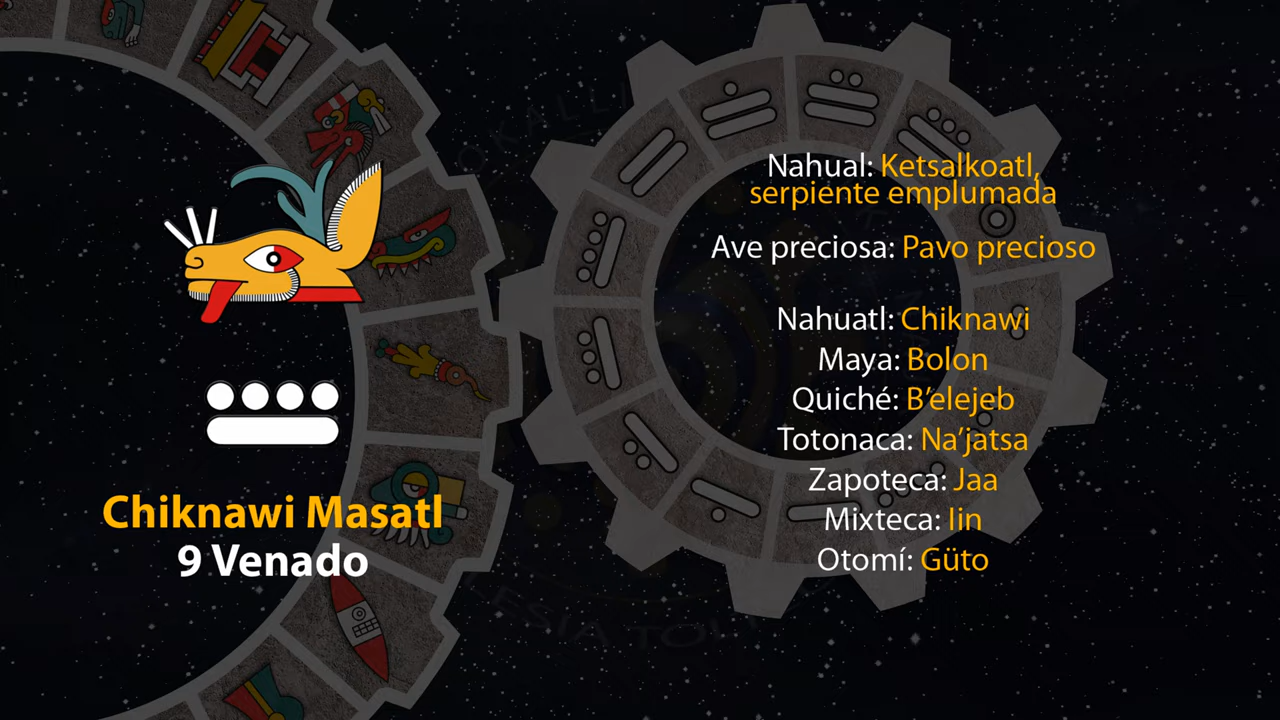 Nahual: Ketsalkoatl,
serpiente emplumada
Ave preciosa: Pavo precioso
Nahuatl: Chiknawi
Maya: Bolon
Quiché: B’elejeb
Totonaca: Na’jatsa
Zapoteca: Jaa
Mixteca: Iin
Otomí: Güto
Chiknawi Masatl
9 Venado